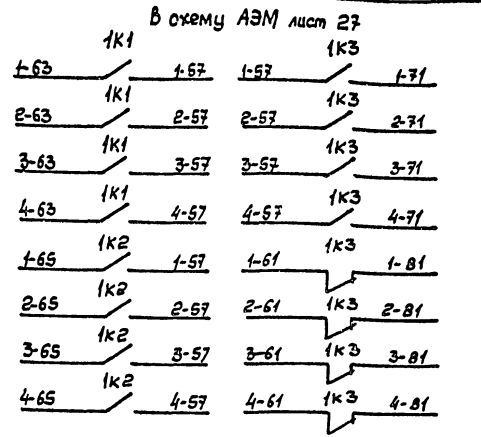 В схему АЭМ лист 27
1К1 1К3
1-63 1-57 1-57 1-71
1К1 1К3
2-63 2-57 2-57 2-71
1К1 1К3
3-63 3-57 3-57 3-71
1К1 1К3
4-63 4-57 4-57 4-71
1К2 1К3
1-65 1-57 1-61 1-81
1К2 1К3
2-65 2-57 2-61 2-81
1К2 1К3
3-65 3-57 3-61 3-81
1К2 1К3
4-65 4-57 4-61 4-81